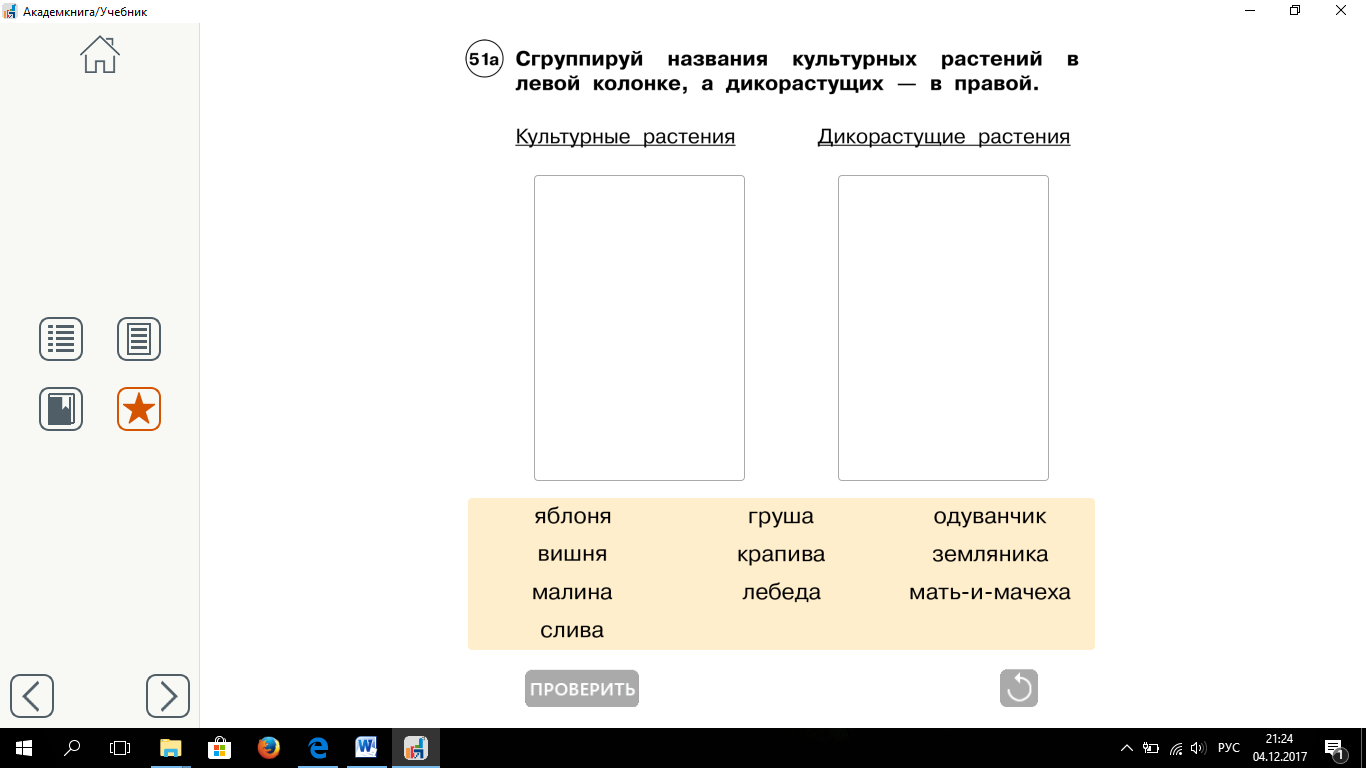 Академкнига/Учебник
51а Сгруппируй названия культурных растений в
левой колонке, а дикорастущих — в правой.
Культурные растения Дикорастущие растения
яблоня груша одуванчик
вишня крапива земляника
малина лебеда мать-и-мачеха
слива
ПРОВЕРИТЬ
РУС
21:24
04.12.2017
1